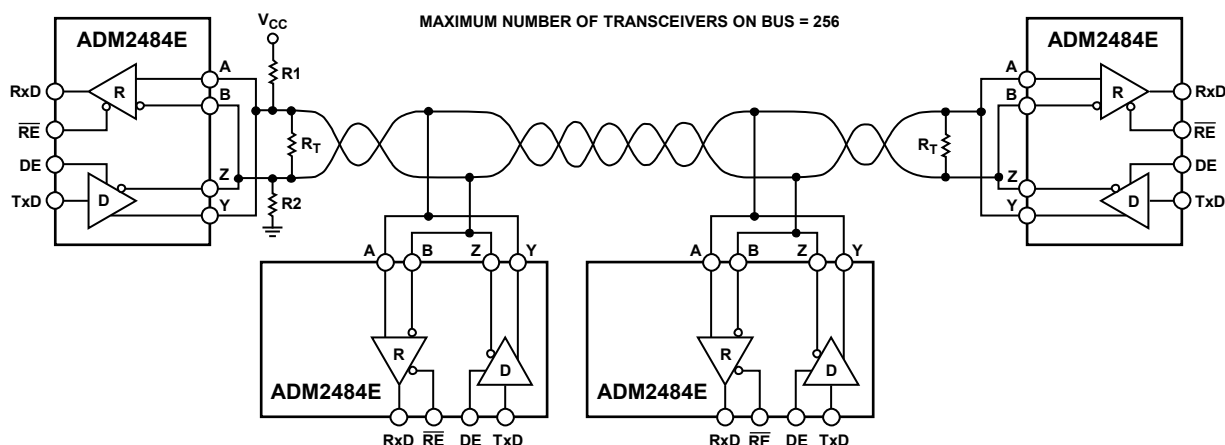 MAXIMUM NUMBER OF TRANSCEIVERS ON BUS = 256
ADM2484E
A
B
RxD
R
RE
DE
Z
TxD
D
Y
VCC
R1
RT
R2
RT
ADM2484E
A
B
R
RxD
RE
DE
Z
D
TxD
Y
A
B
Z
Y
R
D
ADM2484E
RxD
RE
DE
TxD
A
B
Z
Y
R
D
ADM2484E
RxD
RE
DE
TxD